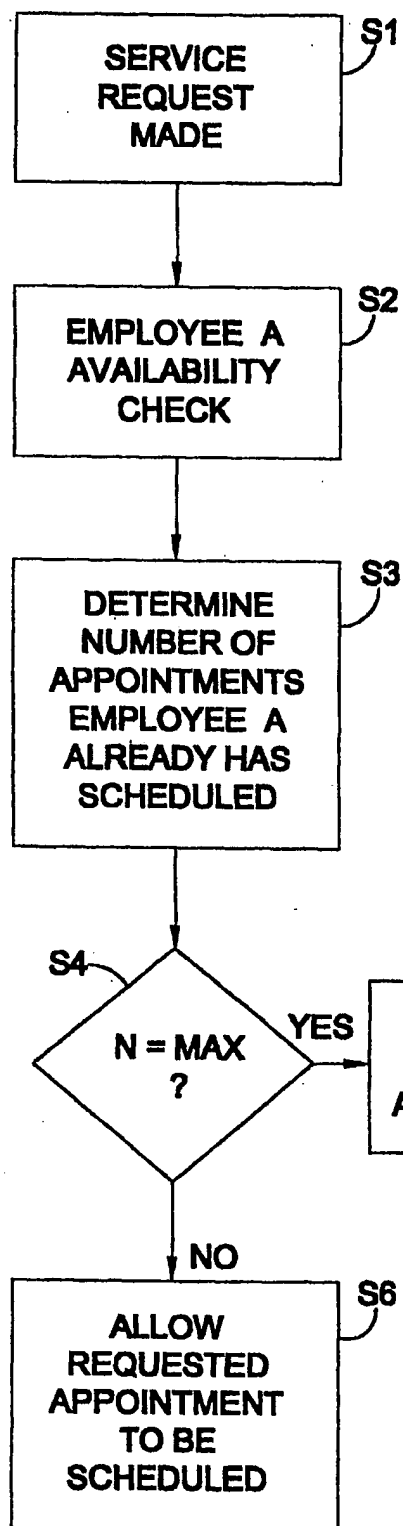 S1
SERVICE
REQUEST
MADE
S2
EMPLOYEE A
AVAILABILITY
CHECK
S3
DETERMINE
NUMBER OF
APPOINTMENTS
EMPLOYEE A
ALREADY HAS
SCHEDULED
S4
N = MAX
?
YES
NO
S6
ALLOW
REQUESTED
APPOINTMENT
TO BE
SCHEDULED